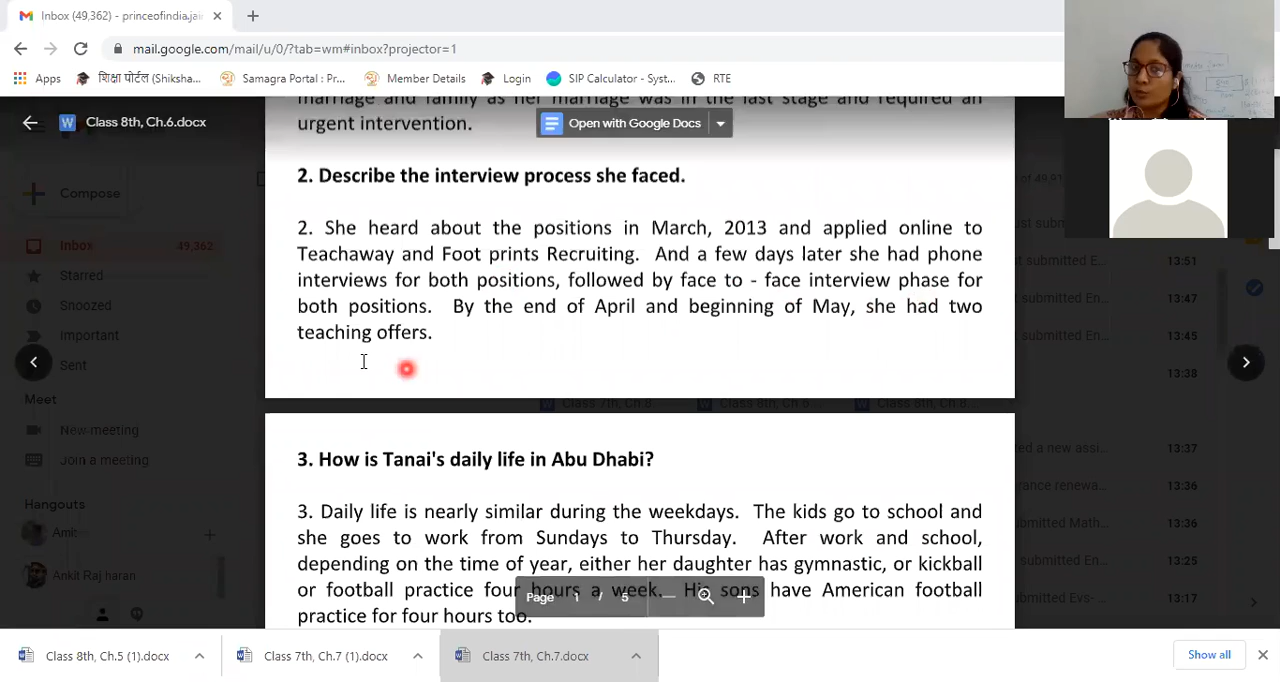 Inbox (49,362) - princeofindia.jai
mail.google.com/mail/u/0/?tab=wm#inbox?projector=1
Apps
शिक्षा पोर्टल (Shiksha...
Samagra Portal : Pr...
Member Details
Login
SIP Calculator - Syst...
RTE
marriage and family as her marriage was in the last stage and required an
urgent intervention.
Class 8th, Ch.6.docx
Open with Google Docs
2. Describe the interview process she faced.
2. She heard about the positions in March, 2013 and applied online to
Teachaway and Foot prints Recruiting. And a few days later she had phone
interviews for both positions, followed by face to - face interview phase for
both positions. By the end of April and beginning of May, she had two
teaching offers.
3. How is Tanai's daily life in Abu Dhabi?
3. Daily life is nearly similar during the weekdays. The kids go to school and
she goes to work from Sundays to Thursday. After work and school,
depending on the time of year, either her daughter has gymnastic, or kickball
or football practice four hours a week. His sons have American football
practice for four hours too.
Page 1 / 5
Compose
Inbox 49,362
Starred
Snoozed
Important
Sent
Meet
New meeting
Join a meeting
Hangouts
Amit
Ankit Raj haran
Class 7th, Ch.8
Class 8th, Ch 6
13:51
13:47
13:45
13:38
13:37
13:36
13:36
13:25
13:17
Class 8th, Ch.5 (1).docx
Class 7th, Ch.7 (1).docx
Class 7th, Ch.7.docx
Show all